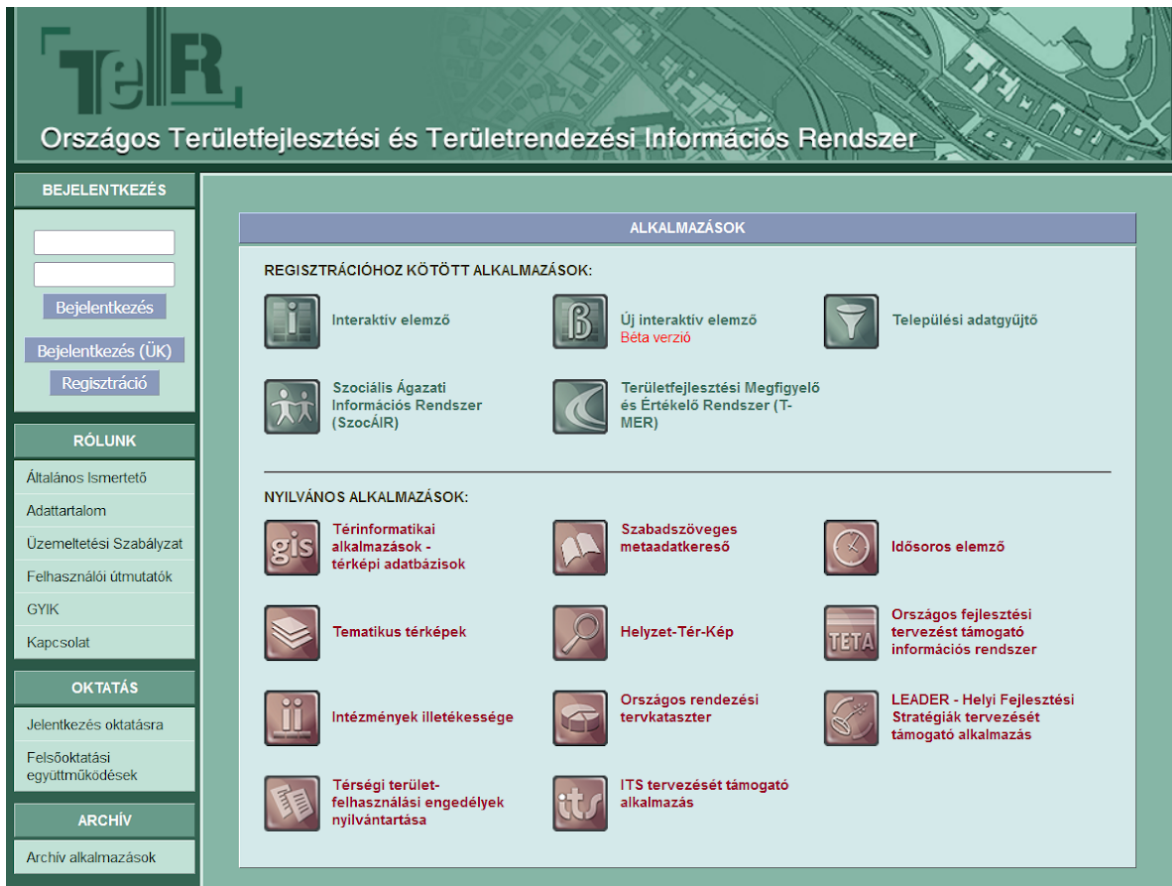 TeIR
Országos Területfejlesztési és Területrendezési Információs Rendszer
BEJELENTKEZÉS
Bejelentkezés
Bejelentkezés (ÜK)
Regisztráció
RÓLUNK
Általános Ismertető
Adattartalom
Üzemeltetési Szabályzat
Felhasználói útmutatók
GYIK
Kapcsolat
OKTATÁS
Jelentkezés oktatásra
Felsőoktatási
együttműködések
ARCHÍV
Archív alkalmazások
ALKALMAZÁSOK
REGISZTRÁCIÓHOZ KÖTÖTT ALKALMAZÁSOK:
i
Interaktív elemző
β
Új interaktív elemző
Béta verzió
Települési adatgyűjtő
Szociális Ágazati
Információs Rendszer
(SzocÁIR)
Területfejlesztési Megfigyelő
és Értékelő Rendszer (T-
MER)
NYILVÁNOS ALKALMAZÁSOK:
gis
Térinformatikai
alkalmazások -
térképi adatbázisok
Szabadszöveges
metaadatkereső
Idősoros elemző
Tematikus térképek
Helyzet-Tér-Kép
TETA
Országos fejlesztési
tervezést támogató
információs rendszer
ii
Intézmények illetékessége
Országos rendezési
tervkataszter
LEADER - Helyi Fejlesztési
Stratégiák tervezését
támogató alkalmazás
Térségi terület-
felhasználási engedélyek
nyilvántartása
its
ITS tervezését támogató
alkalmazás